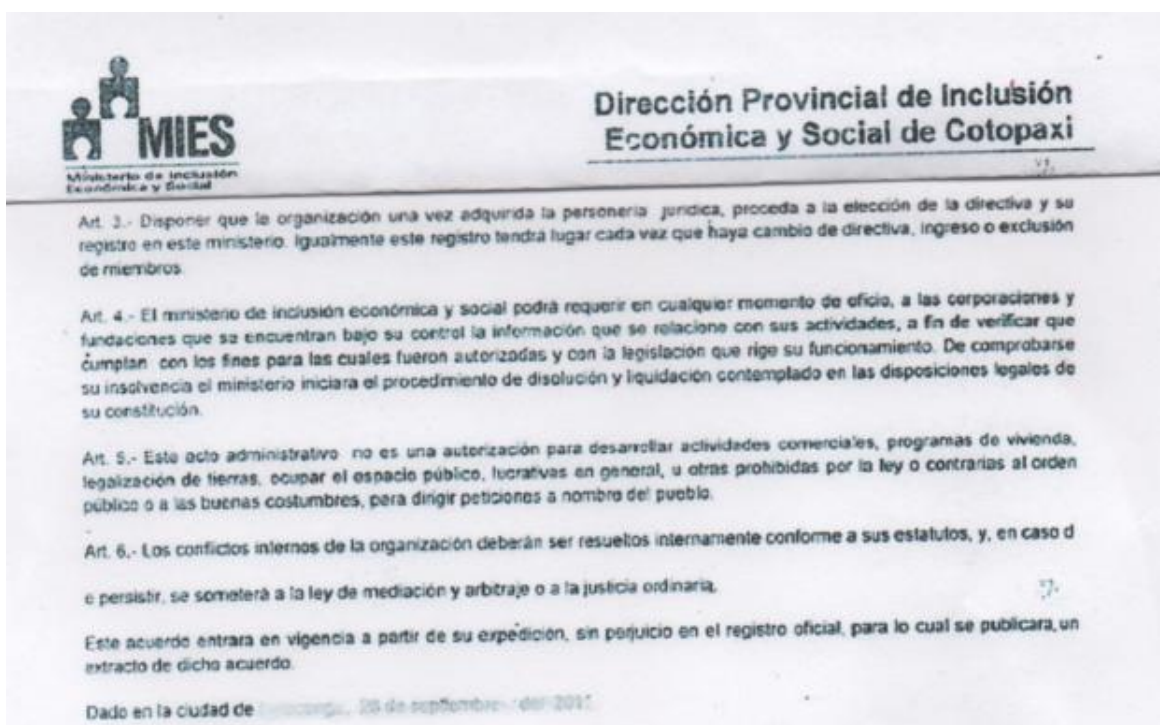 MIES
Ministerio de Inclusión
Económica y Social
Dirección Provincial de Inclusión
Económica y Social de Cotopaxi
Art. 3.- Disponer que la organización una vez adquirida la personería jurídica, proceda a la elección de la directiva y su
registro en este ministerio. Igualmente este registro tendrá lugar cada vez que haya cambio de directiva, ingreso o exclusión
de miembros.
Art. 4.- El ministerio de inclusión económica y social podrá requerir en cualquier momento de oficio, a las corporaciones y
fundaciones que se encuentran bajo su control la información que se relacione con sus actividades, a fin de verificar que
cumplan con los fines para las cuales fueron autorizadas y con la legislación que rige su funcionamiento. De comprobarse
su insolvencia el ministerio iniciara el procedimiento de disolución y liquidación contemplado en las disposiciones legales de
su constitución.
Art. 5.- Este acto administrativo no es una autorización para desarrollar actividades comerciales, programas de vivienda,
legalización de tierras, ocupar el espacio público, lucrativas en general, u otras prohibidas por la ley o contrarias al orden
público o a las buenas costumbres, para dirigir peticiones a nombre del pueblo.
Art. 6.- Los conflictos internos de la organización deberán ser resueltos internamente conforme a sus estatutos, y, en caso d
e persistir, se someterá a la ley de mediación y arbitraje o a la justicia ordinaria.
Este acuerdo entrara en vigencia a partir de su expedición, sin perjuicio en el registro oficial, para lo cual se publicara, un
extracto de dicho acuerdo.
Dado en la ciudad de 28 de septiembre del